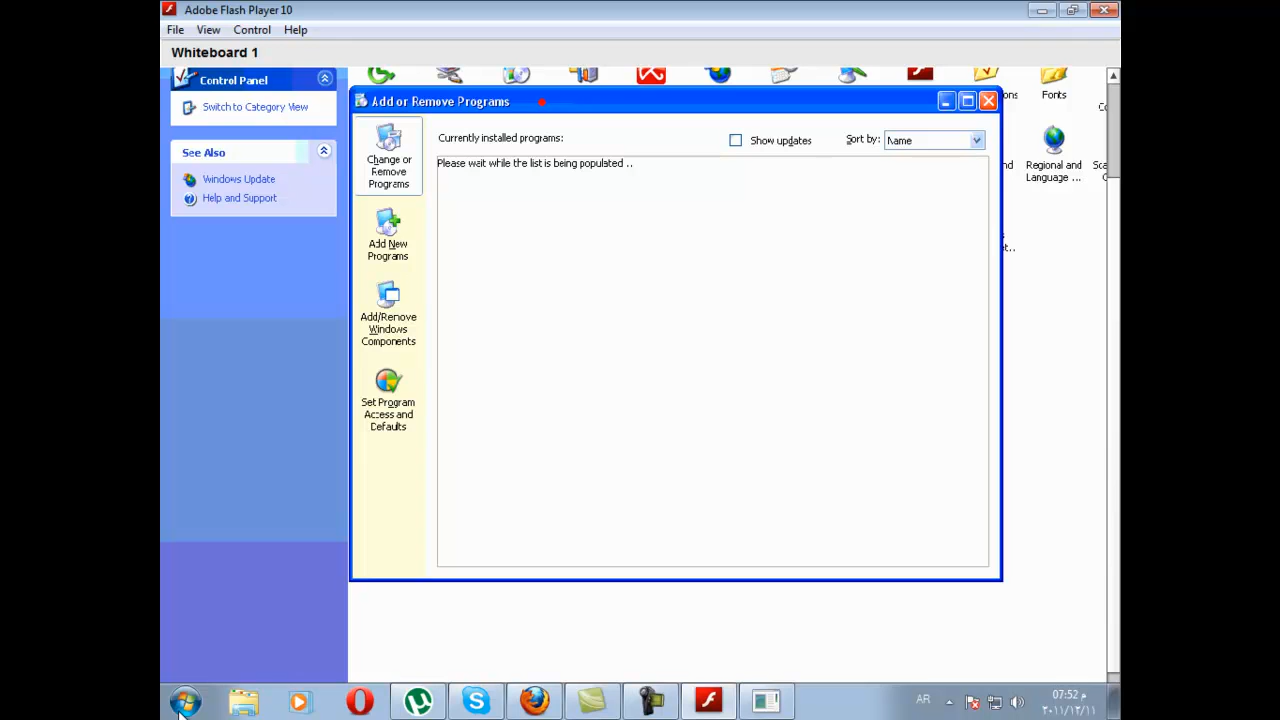 Adobe Flash Player 10
File View Control Help
Whiteboard 1
Control Panel
Switch to Category View
See Also
Windows Update
Help and Support
Fonts
Regional and
Language ...
Add or Remove Programs
Change or
Remove
Programs
Add New
Programs
Add/Remove
Windows
Components
Set Program
Access and
Defaults
Currently installed programs:
Show updates
Sort by:
Name
Please wait while the list is being populated ..
AR
07:52 م
٢٠١١/١٢/١١